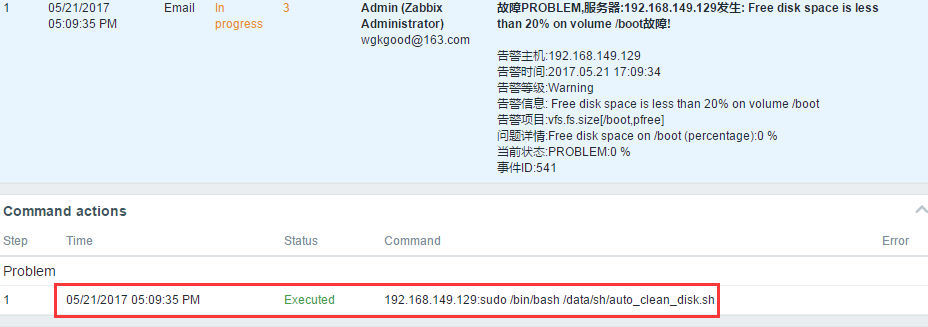 1 05/21/2017 05:09:35 PM Email In progress 3 Admin (Zabbix Administrator) wgkgood@163.com 故障PROBLEM,服务器:192.168.149.129发生: Free disk space is less
than 20% on volume /boot故障!
告警主机:192.168.149.129
告警时间:2017.05.21 17:09:34
告警等级:Warning
告警信息: Free disk space is less than 20% on volume /boot
告警项目:vfs.fs.size[/boot,pfree]
问题详情:Free disk space on /boot (percentage):0 %
当前状态:PROBLEM:0 %
事件ID:541
Command actions
Step Time Status Command Error
Problem
1 05/21/2017 05:09:35 PM Executed 192.168.149.129:sudo /bin/bash /data/sh/auto_clean_disk.sh